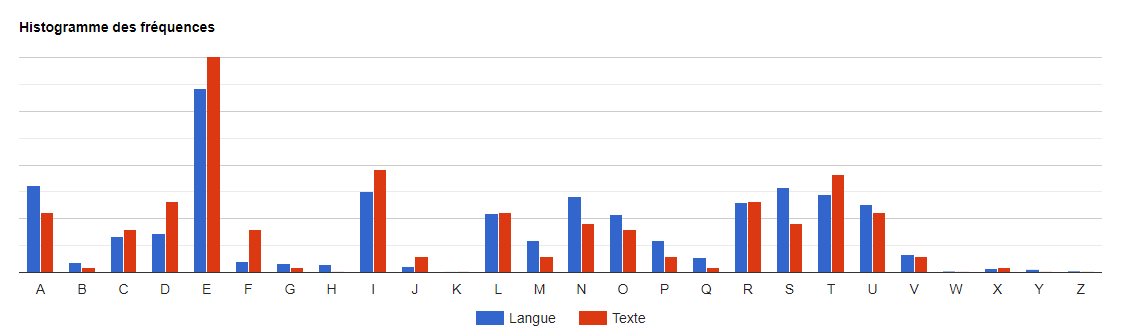 Histogramme des fréquences
A B C D E F G H I J K L M N O P Q R S T U V W X Y Z
Langue Texte